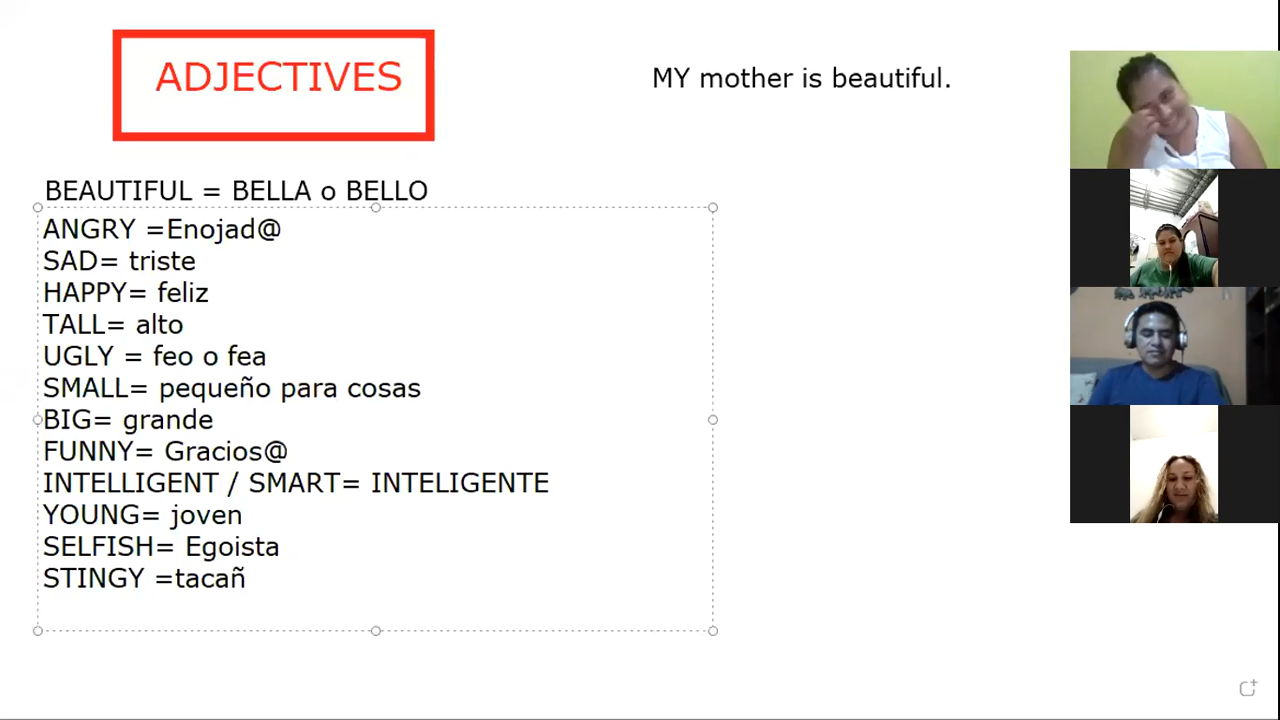 ADJECTIVES
MY mother is beautiful.
BEAUTIFUL = BELLA o BELLO
ANGRY =Enojad@
SAD= triste
HAPPY= feliz
TALL= alto
UGLY = feo o fea
SMALL= pequeño para cosas
BIG= grande
FUNNY= Gracios@
INTELLIGENT / SMART= INTELIGENTE
YOUNG= joven
SELFISH= Egoista
STINGY =tacañ